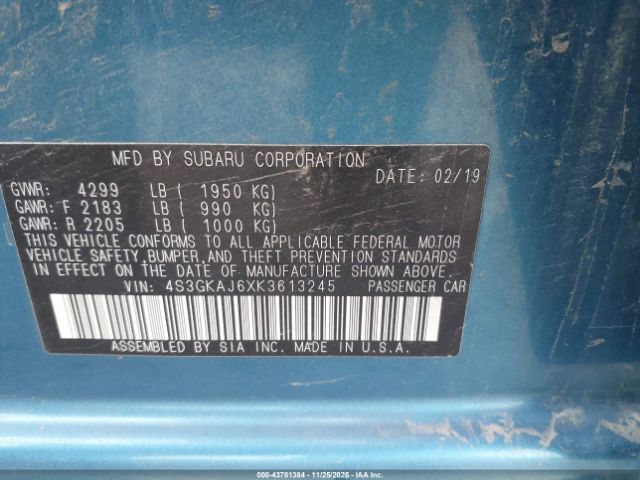 MFD BY SUBARU CORPORATION
DATE: 02/19
GVWR: 4299 LB ( 1950 KG)
GAWR: F 2183 LB ( 990 KG)
GAWR: R 2205 LB ( 1000 KG)
THIS VEHICLE CONFORMS TO ALL APPLICABLE FEDERAL MOTOR
VEHICLE SAFETY, BUMPER, AND THEFT PREVENTION STANDARDS
IN EFFECT ON THE DATE OF MANUFACTURE SHOWN ABOVE.
VIN: 4S3GKAJ6XK3613245 PASSENGER CAR
ASSEMBLED BY SIA INC. MADE IN U.S.A.
000-43781384 - 11/25/2025 - POWERED BY IAA